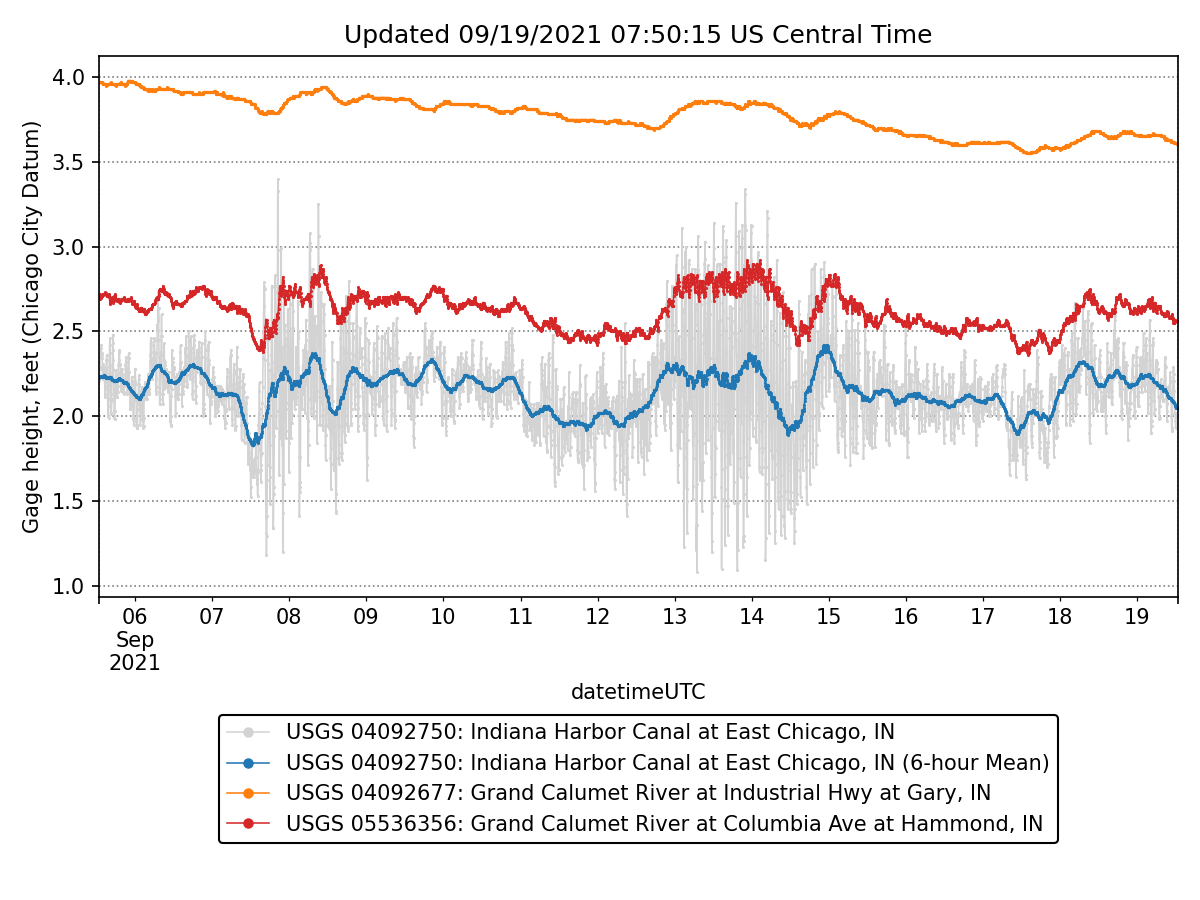 Updated 09/19/2021 07:50:15 US Central Time
Gage height, feet (Chicago City Datum)
4.0
3.5
3.0
2.5
2.0
1.5
1.0
06 07 08 09 10 11 12 13 14 15 16 17 18 19
Sep
2021
datetimeUTC
USGS 04092750: Indiana Harbor Canal at East Chicago, IN
USGS 04092750: Indiana Harbor Canal at East Chicago, IN (6-hour Mean)
USGS 04092677: Grand Calumet River at Industrial Hwy at Gary, IN
USGS 05536356: Grand Calumet River at Columbia Ave at Hammond, IN